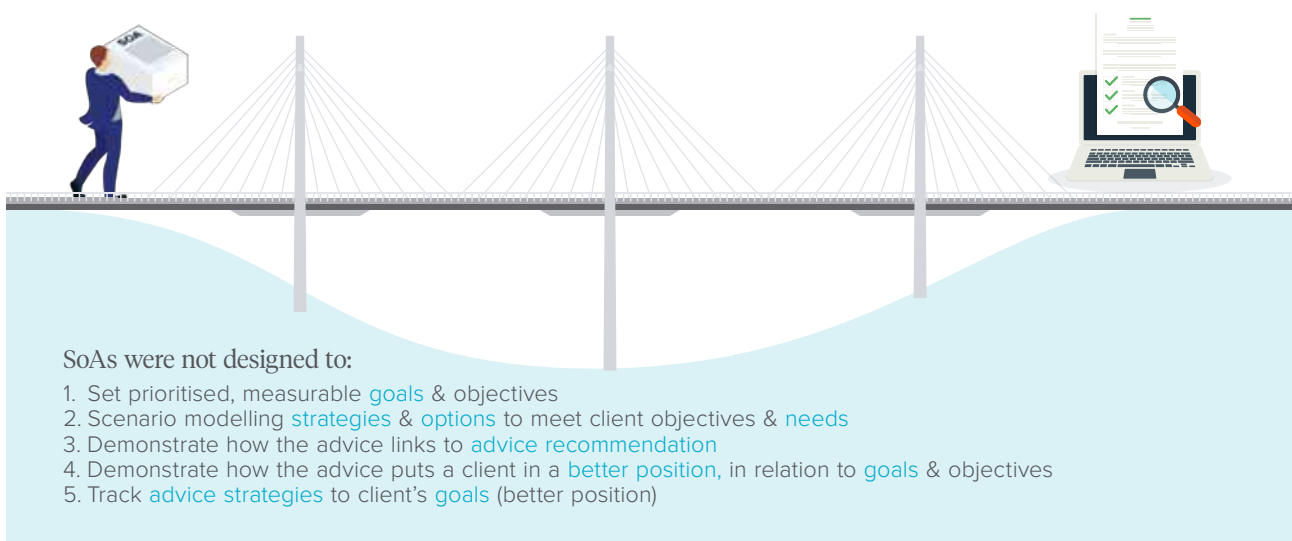 SOA
SoAs were not designed to:
1. Set prioritised, measurable goals & objectives
2. Scenario modelling strategies & options to meet client objectives & needs
3. Demonstrate how the advice links to advice recommendation
4. Demonstrate how the advice puts a client in a better position, in relation to goals & objectives
5. Track advice strategies to client's goals (better position)